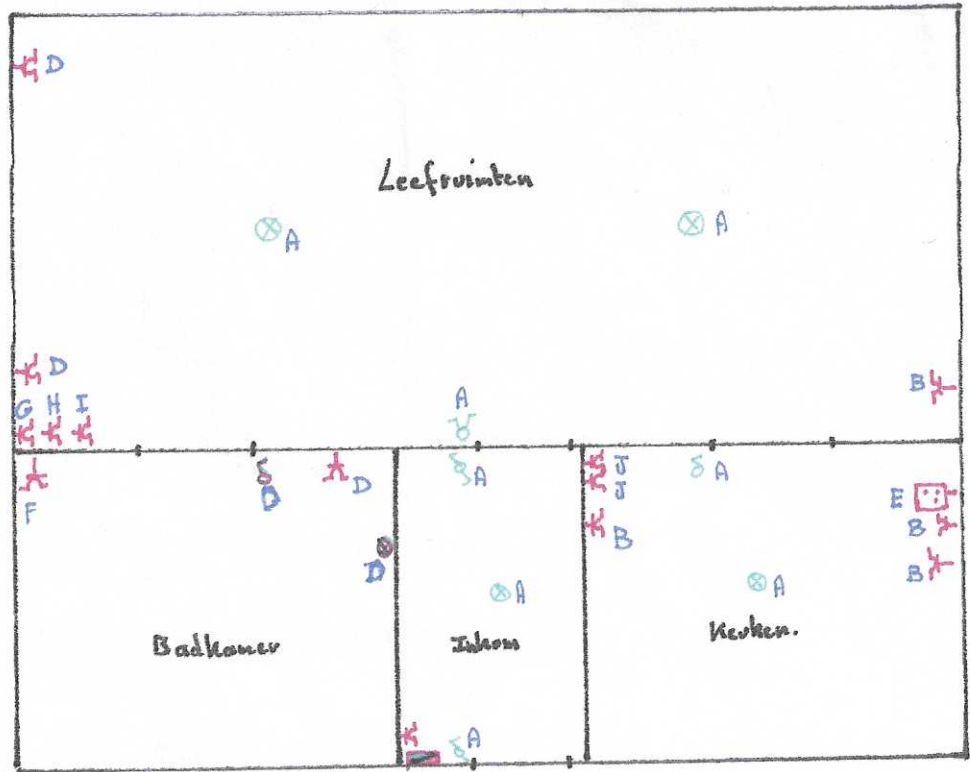 D
Leefruimten
A
A
D
B
G H I
A
F
D
D
A
J
J
A
E
B
B
B
D
A
A
Badkamer
Inkom
Keuken.
K
A